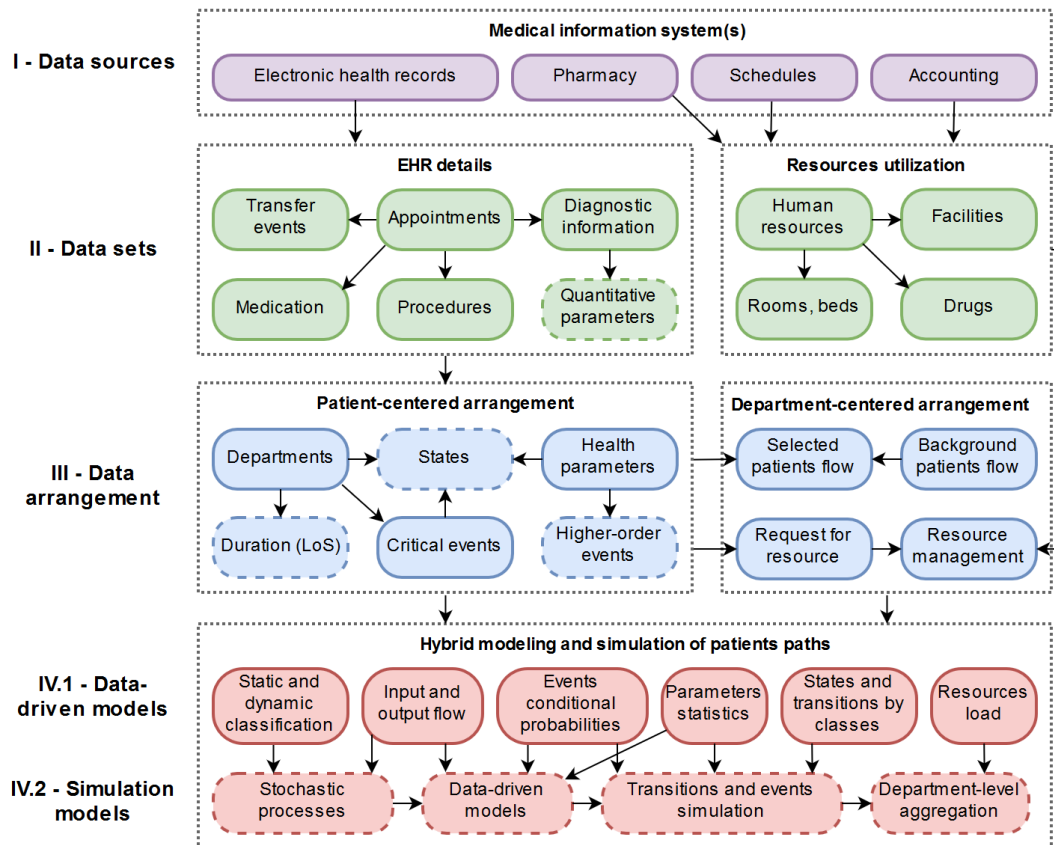 Medical information system(s)
I - Data sources
Electronic health records
Pharmacy
Schedules
Accounting
EHR details
Resources utilization
II - Data sets
Transfer
events
Appointments
Diagnostic
information
Human
resources
Facilities
Medication
Procedures
Quantitative
parameters
Rooms, beds
Drugs
Patient-centered arrangement
Department-centered arrangement
III - Data
arrangement
Departments
States
Health
parameters
Selected
patients flow
Background
patients flow
Duration (LoS)
Critical events
Higher-order
events
Request for
resource
Resource
management
Hybrid modeling and simulation of patients paths
IV.1 - Data-
driven models
Static and
dynamic
classification
Input and
output flow
Events
conditional
probabilities
Parameters
statistics
States and
transitions by
classes
Resources
load
IV.2 - Simulation
models
Stochastic
processes
Data-driven
models
Transitions and events
simulation
Department-level
aggregation